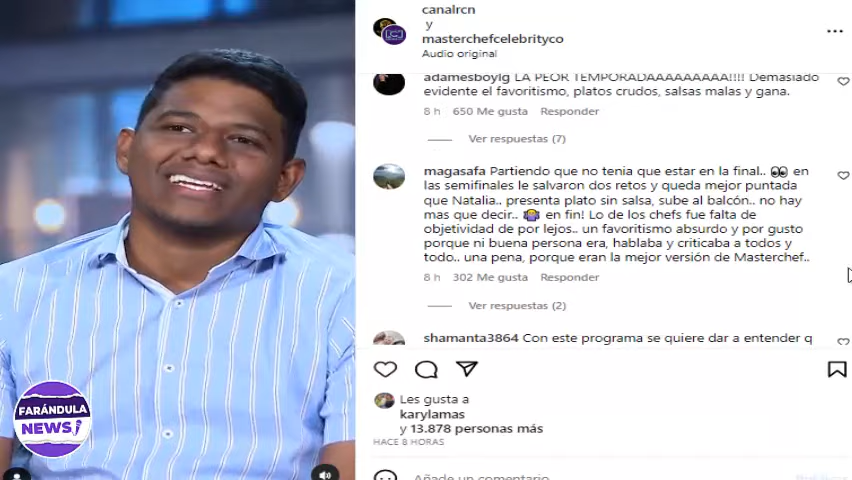 canalrcn
y
masterchefcelebrityco
Audio original
adamesboylg LA PEOR TEMPORADAAAAAAAAA!!!! Demasiado
evidente el favoritismo, platos crudos, salsas malas y gana.
8 h 650 Me gusta Responder
Ver respuestas (7)
magasafa Partiendo que no tenia que estar en la final.. 👀 en
las semifinales le salvaron dos retos y queda mejor puntada
que Natalia.. presenta plato sin salsa, sube al balcón.. no hay
mas que decir.. 🤷 en fin! Lo de los chefs fue falta de
objetividad de por lejos.. un favoritismo absurdo y por gusto
porque ni buena persona era, hablaba y criticaba a todos y
todo.. una pena, porque eran la mejor versión de Masterchef..
8 h 302 Me gusta Responder
Ver respuestas (2)
shamanta3864 Con este programa se quiere dar a entender q
Les gusta a
karylamas
y 13.878 personas más
HACE 8 HORAS
Añade un comentario
FARÁNDULA
NEWS